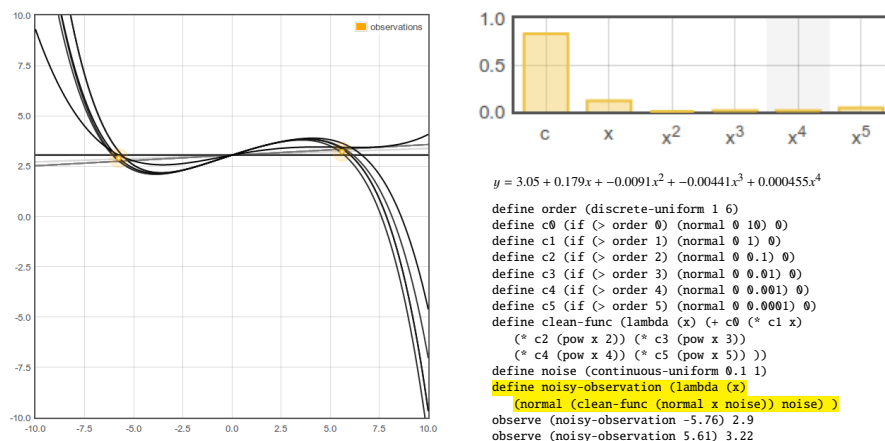 10.0
observations
7.5
5.0
2.5
0.0
-2.5
-5.0
-7.5
-10.0
-10.0 -7.5 -5.0 -2.5 0.0 2.5 5.0 7.5 10.0
1.0
0.5
0.0
c x x² x³ x⁴ x⁵
y = 3.05 + 0.179x + −0.0091x² + −0.00441x³ + 0.000455x⁴
define order (discrete-uniform 1 6)
define c0 (if (> order 0) (normal 0 10) 0)
define c1 (if (> order 1) (normal 0 1) 0)
define c2 (if (> order 2) (normal 0 0.1) 0)
define c3 (if (> order 3) (normal 0 0.01) 0)
define c4 (if (> order 4) (normal 0 0.001) 0)
define c5 (if (> order 5) (normal 0 0.0001) 0)
define clean-func (lambda (x) (+ c0 (* c1 x)
(* c2 (pow x 2)) (* c3 (pow x 3))
(* c4 (pow x 4)) (* c5 (pow x 5)) ))
define noise (continuous-uniform 0.1 1)
define noisy-observation (lambda (x)
(normal (clean-func (normal x noise)) noise) )
observe (noisy-observation -5.76) 2.9
observe (noisy-observation 5.61) 3.22